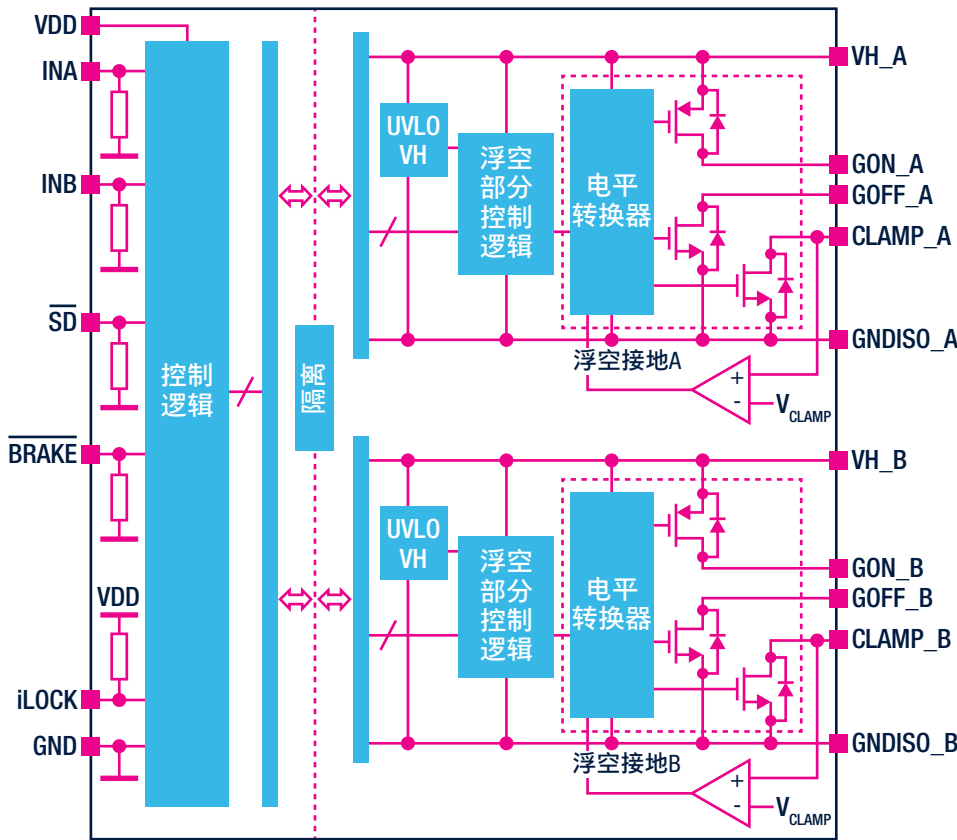 VDD
INA
INB
SD
BRAKE
VDD
iLOCK
GND
控制
逻辑
隔离
UVLO
VH
浮空
部分
控制
逻辑
电平
转换器
VH_A
GON_A
GOFF_A
CLAMP_A
GNDISO_A
浮空接地A
+
-
VCLAMP
UVLO
VH
浮空
部分
控制
逻辑
电平
转换器
VH_B
GON_B
GOFF_B
CLAMP_B
GNDISO_B
浮空接地B
+
-
VCLAMP